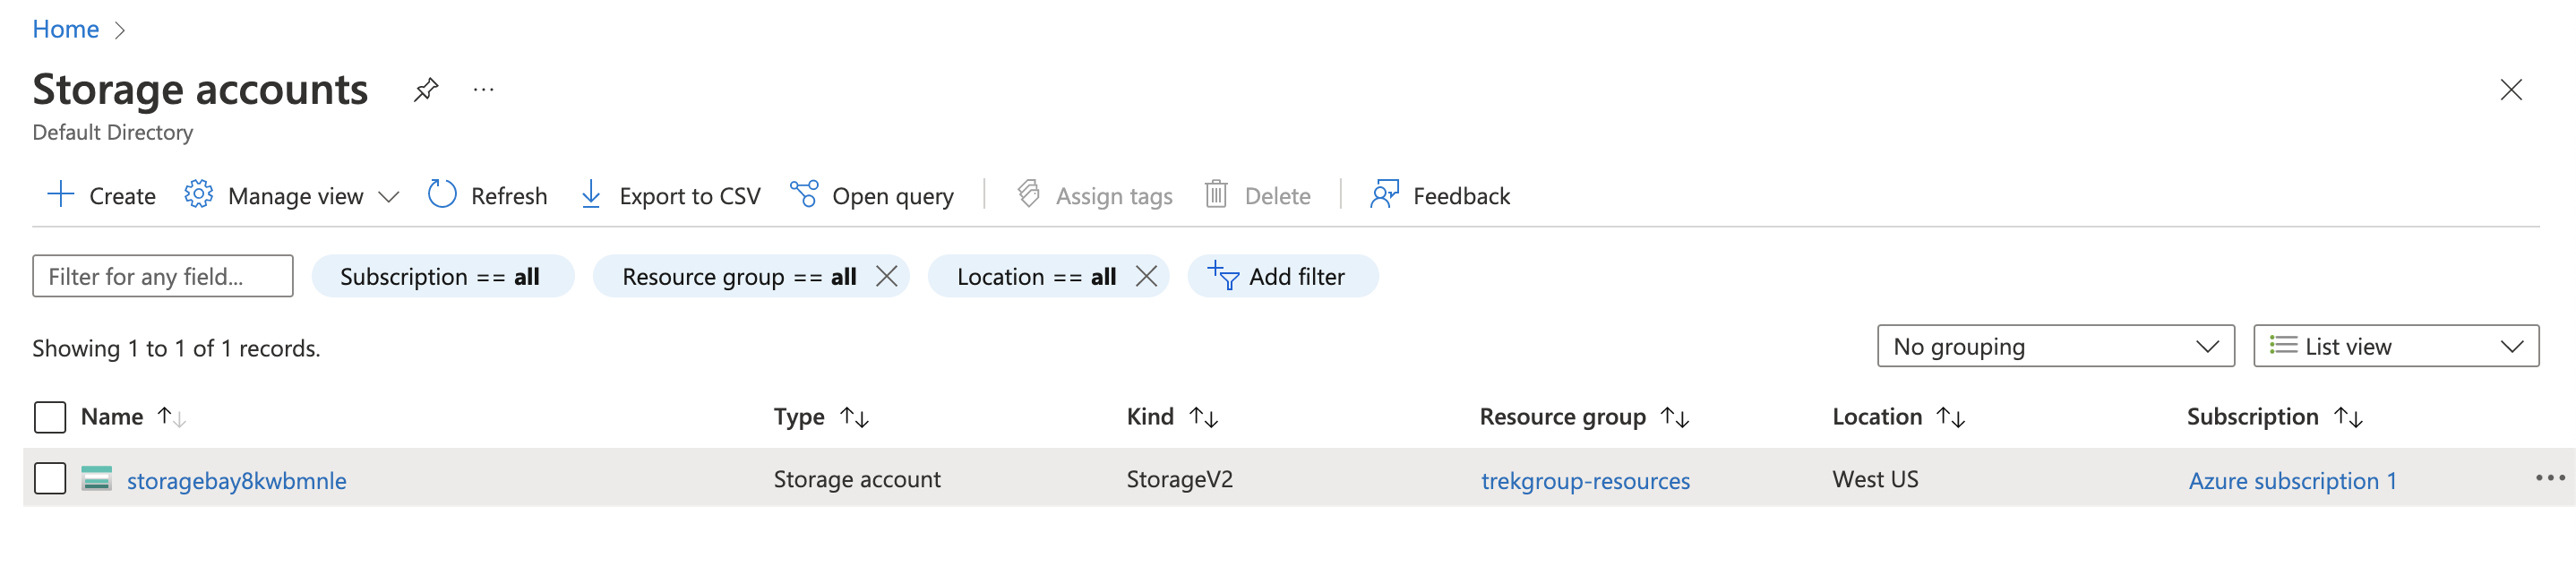 Home
Storage accounts
Default Directory
Create Manage view Refresh Export to CSV Open query Assign tags Delete Feedback
Filter for any field... Subscription == all Resource group == all Location == all Add filter
Showing 1 to 1 of 1 records. No grouping List view
Name Type Kind Resource group Location Subscription
storagebay8kwbmnle Storage account StorageV2 trekgroup-resources West US Azure subscription 1